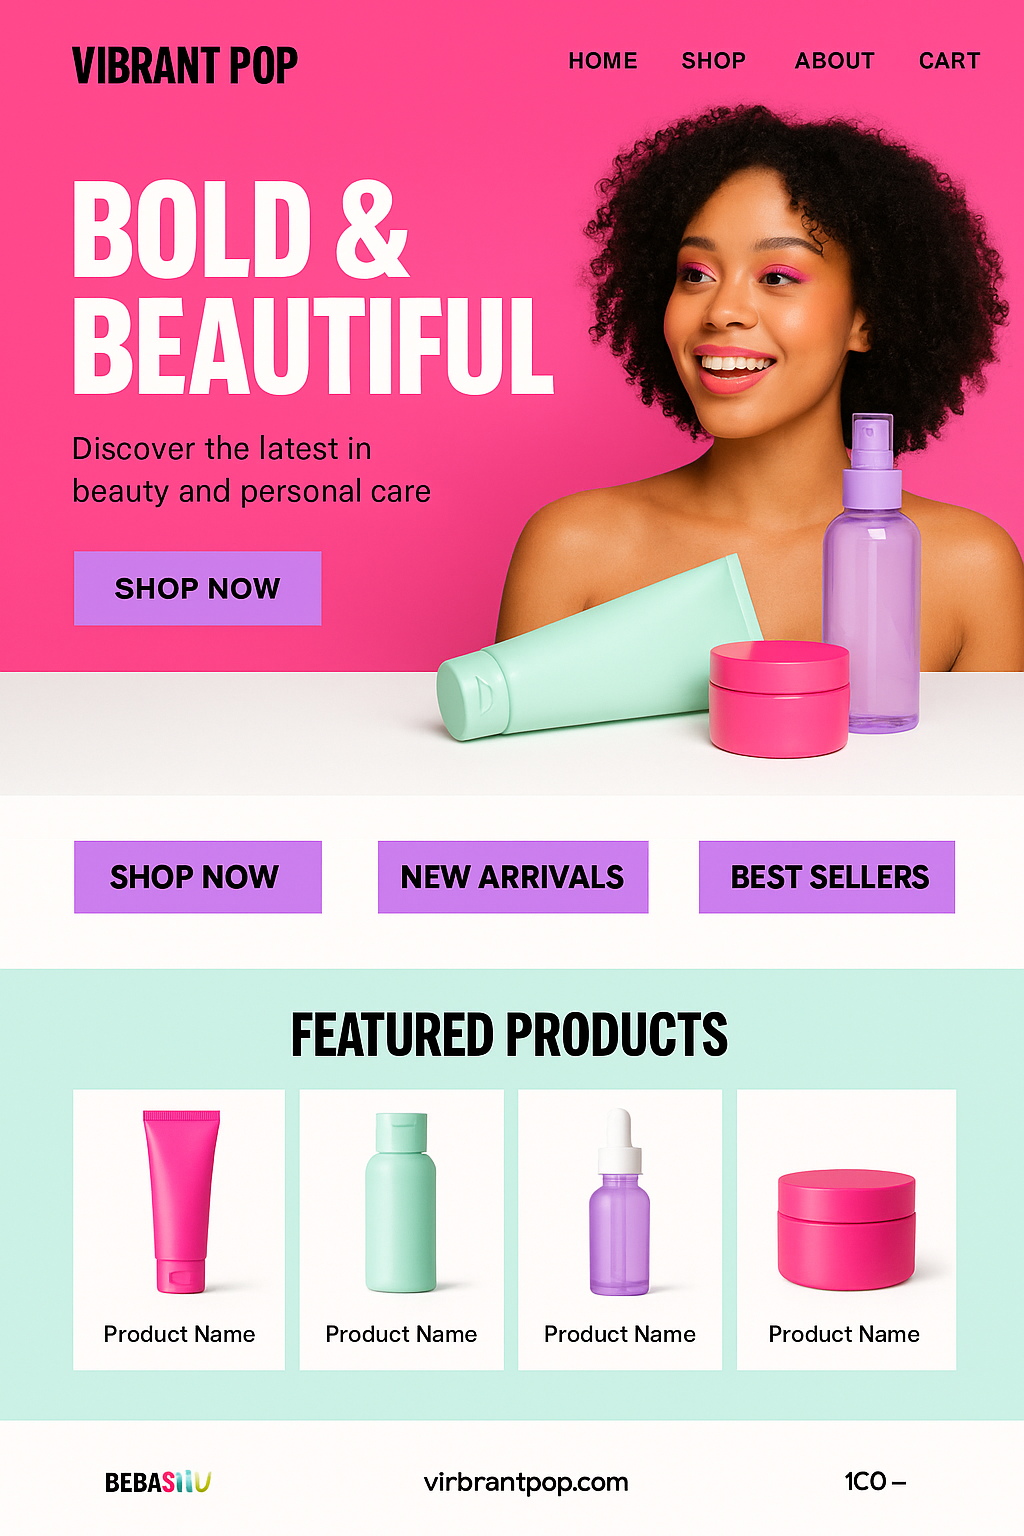 VIBRANT POP
HOME SHOP ABOUT CART
BOLD &
BEAUTIFUL
Discover the latest in
beauty and personal care
SHOP NOW
SHOP NOW NEW ARRIVALS BEST SELLERS
FEATURED PRODUCTS
Product Name Product Name Product Name Product Name
virbrantpop.com
1CO –